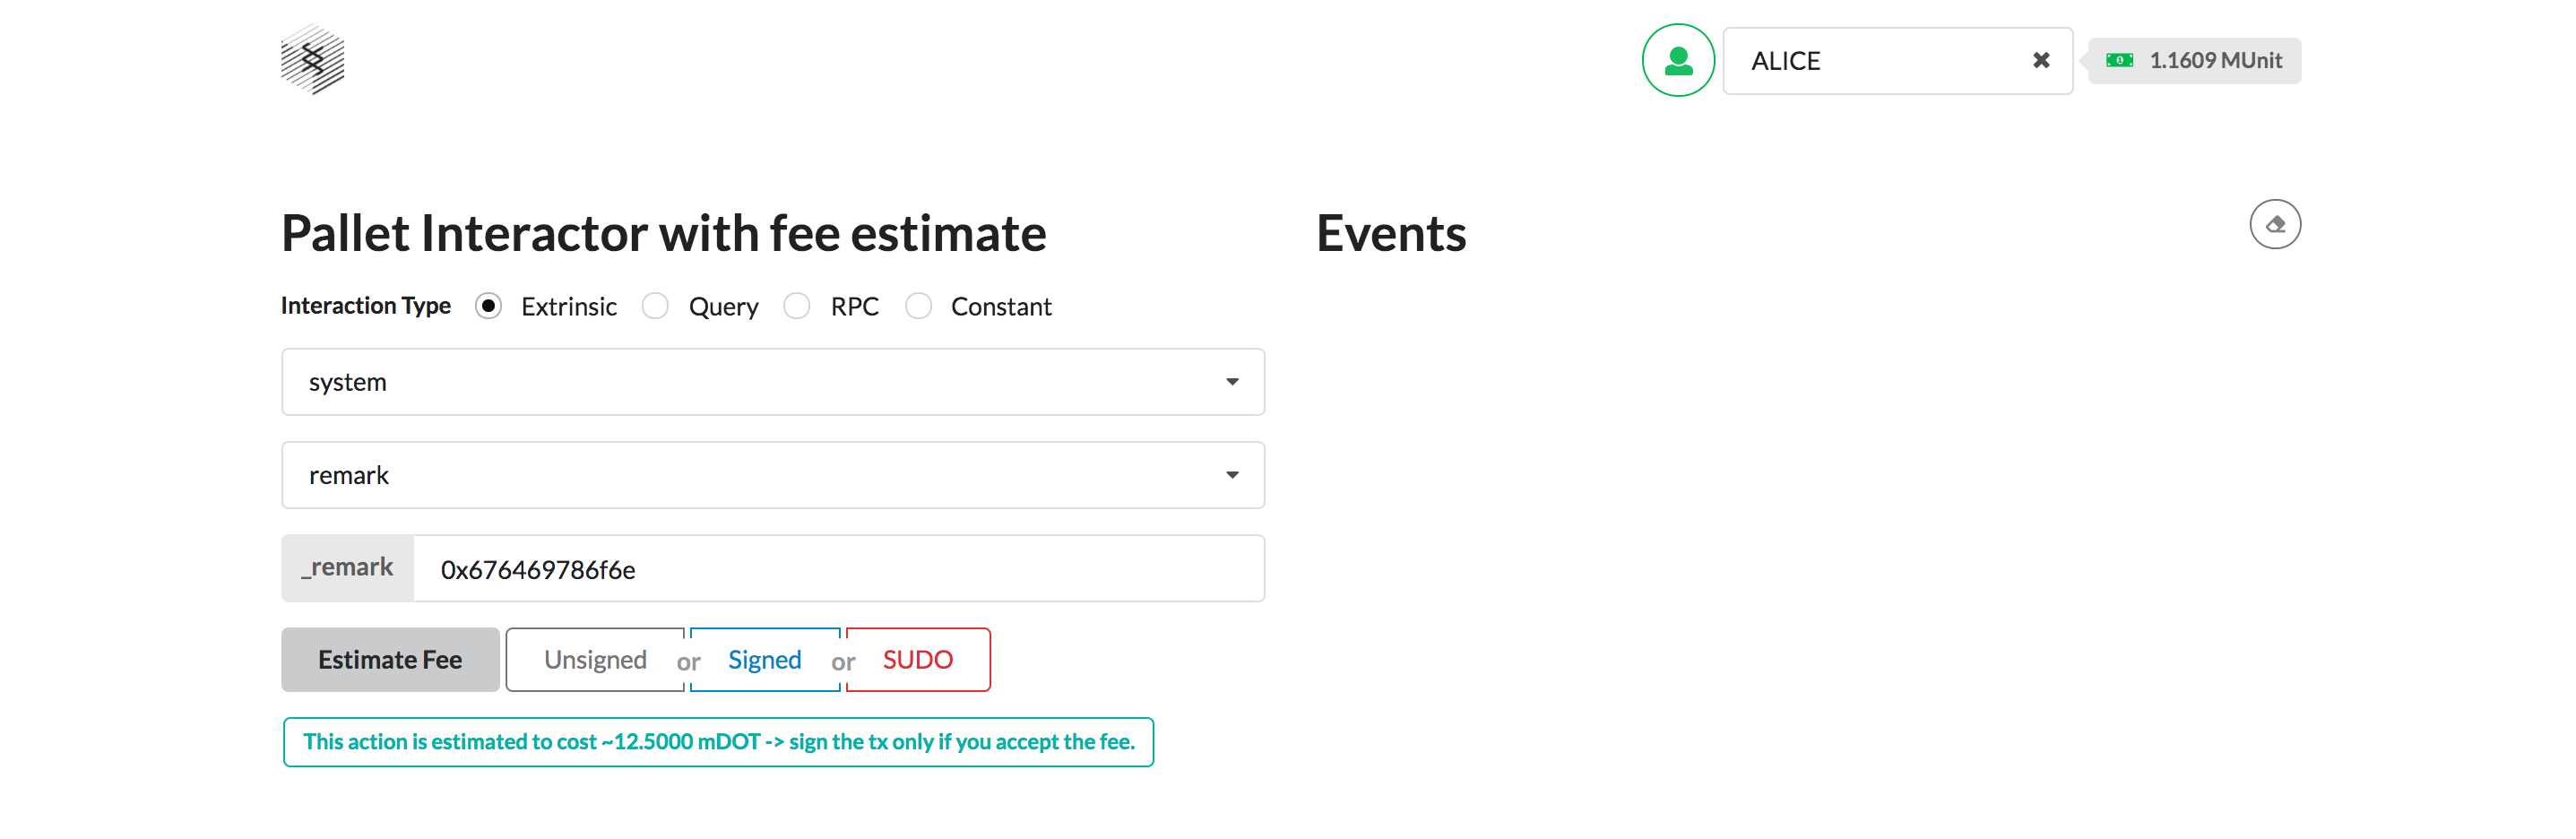 ALICE
1.1609 MUnit
Pallet Interactor with fee estimate
Events
Interaction Type Extrinsic Query RPC Constant
system
remark
_remark 0x676469786f6e
Estimate Fee Unsigned or Signed or SUDO
This action is estimated to cost ~12.5000 mDOT -> sign the tx only if you accept the fee.